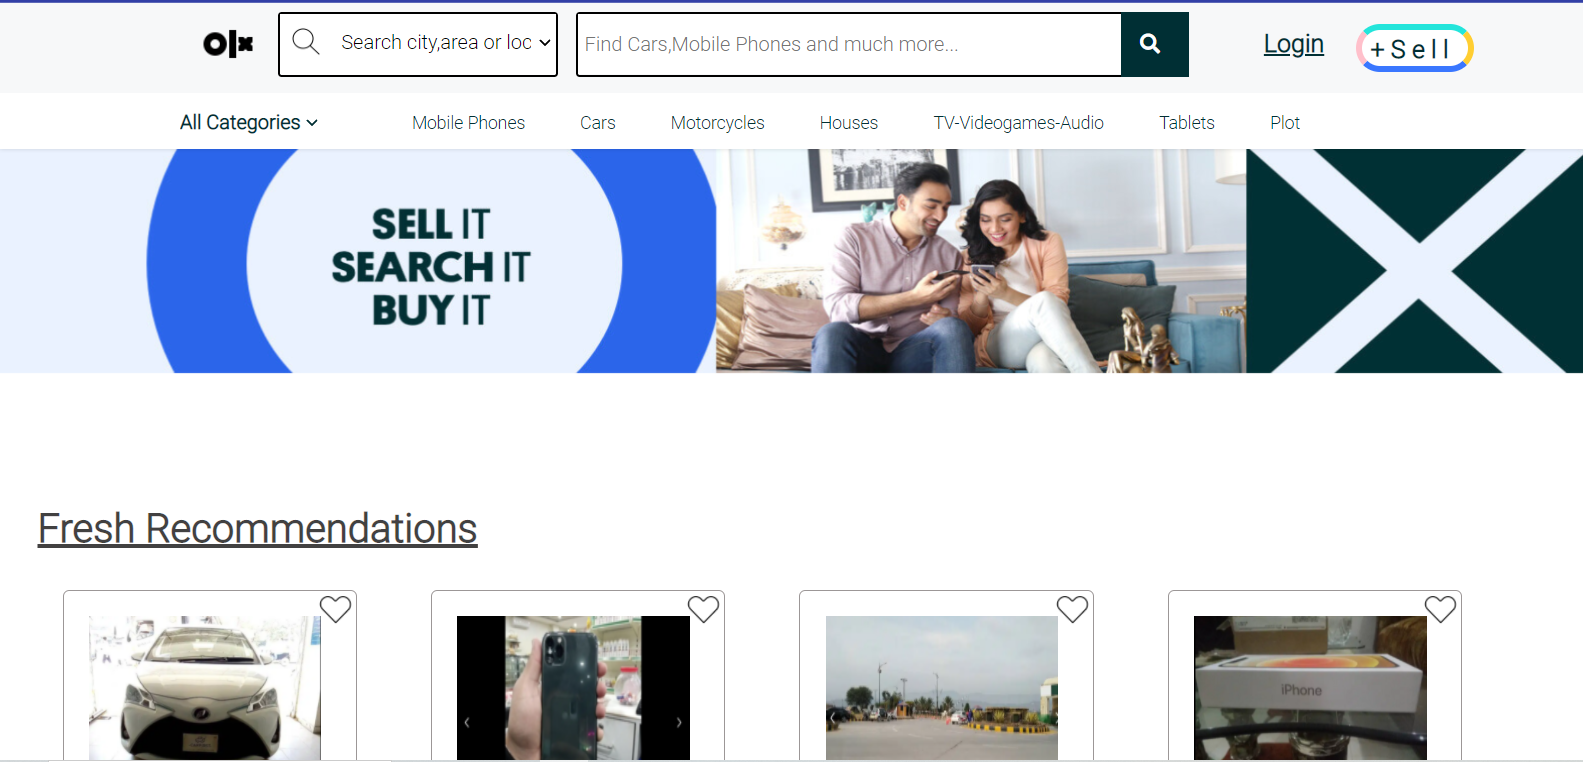 olx
Search city,area or loc
Find Cars,Mobile Phones and much more...
Login
+Sell
All Categories
Mobile Phones
Cars
Motorcycles
Houses
TV-Videogames-Audio
Tablets
Plot
SELL IT
SEARCH IT
BUY IT
Fresh Recommendations
iPhone